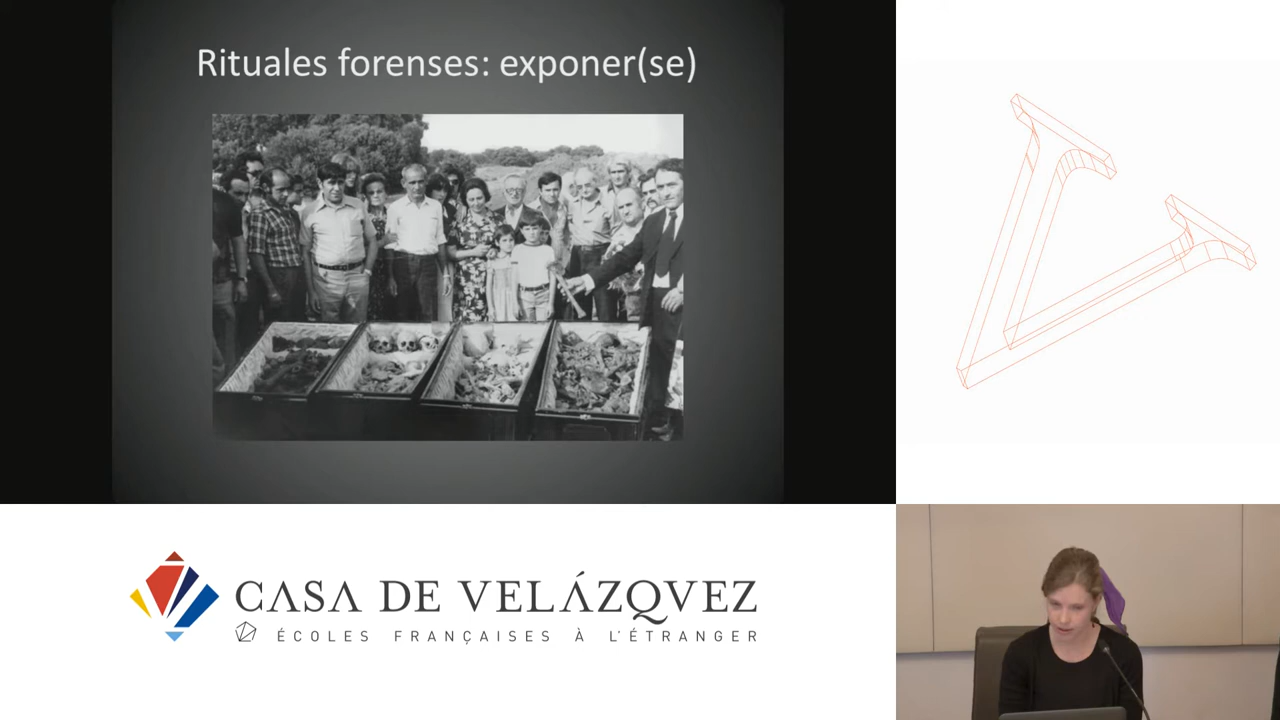 Rituales forenses: exponer(se)
CASA DE VELÁZQVEZ
ÉCOLES FRANÇAISES À L'ÉTRANGER